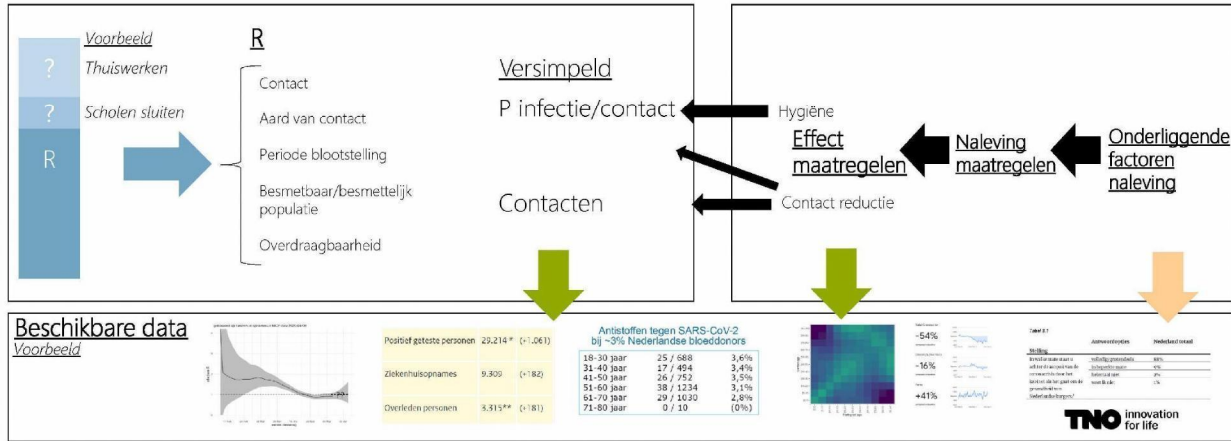 Voorbeeld
?
Thuiswerken
?
Scholen sluiten
R
R
Contact
Aard van contact
Periode blootstelling
Besmetbaar/besmettelijk
populatie
Overdraagbaarheid
Versimpeld
P infectie/contact
Contacten
Hygiëne
Effect
maatregelen
Contact reductie
Naleving
maatregelen
Onderliggende
factoren
naleving
Beschikbare data
Voorbeeld
Positief geteste personen 29.214 * (+1.061)
Ziekenhuisopnames 9.309 (+182)
Overleden personen 3.315** (+181)
Antistoffen tegen SARS-CoV-2
bij ~3% Nederlandse bloeddonors
18-30 jaar 25 / 688 3,6%
31-40 jaar 17 / 494 3,4%
41-50 jaar 26 / 752 3,5%
51-60 jaar 38 / 1234 3,1%
61-70 jaar 29 / 1030 2,8%
71-80 jaar 0 / 10 (0%)
-54%
-16%
+41%
Stelling Nederland totaal
TNO innovation
for life